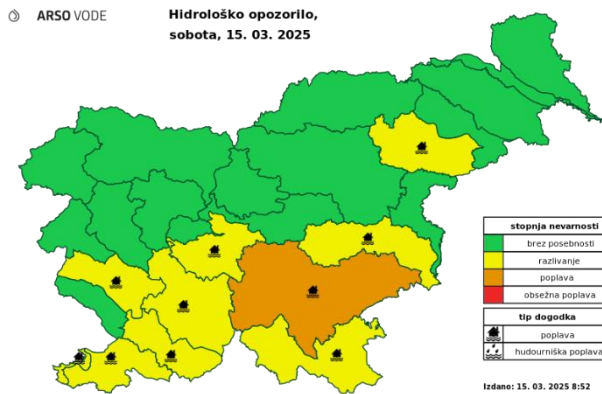 ARSO VODE
Hidrološko opozorilo,
sobota, 15. 03. 2025
stopnja nevarnosti
brez posebnosti
razlivanje
poplava
obsežna poplava
tip dogodka
poplava
hudourniška poplava
Izdano: 15. 03. 2025 8:52